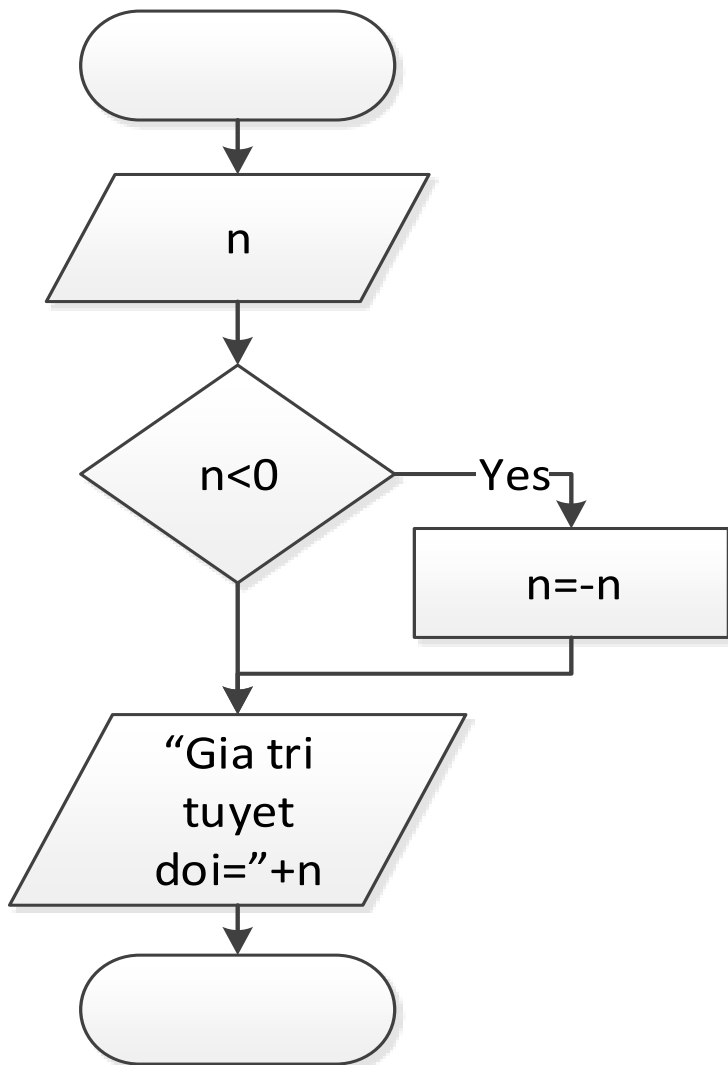 n
n<0
Yes
n=-n
“Gia tri
tuyet
doi=”+n